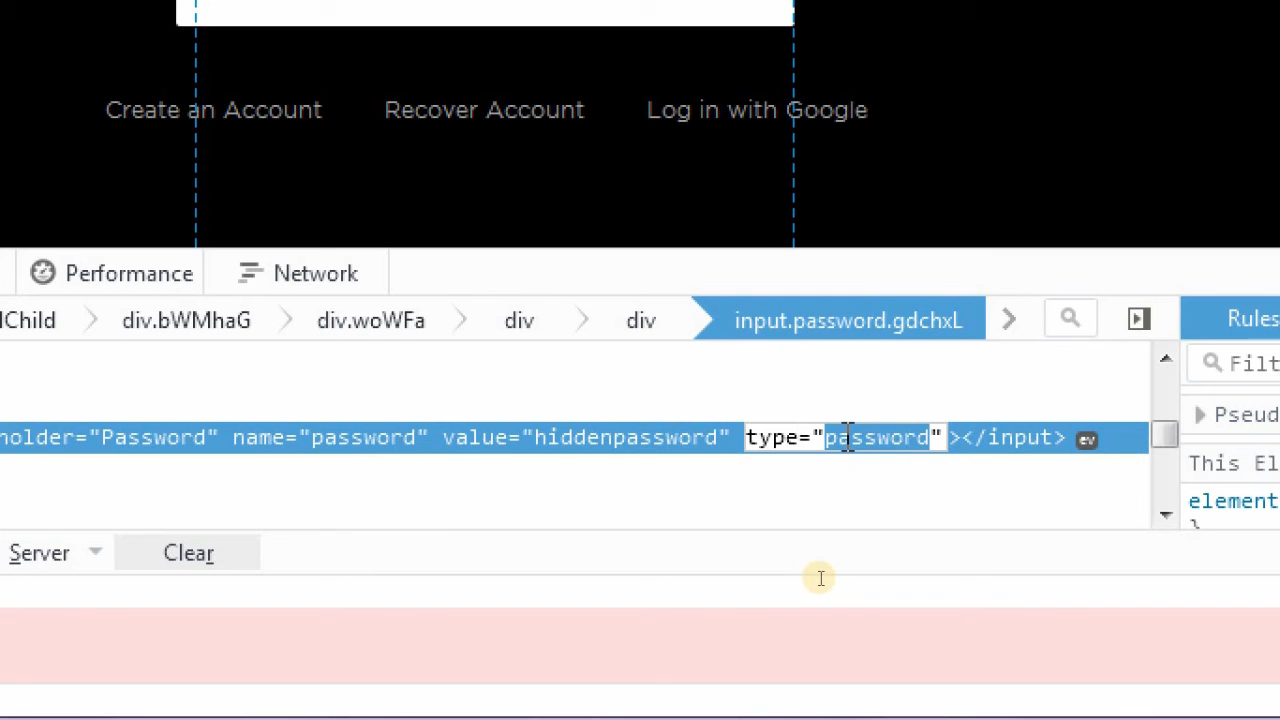 Create an Account Recover Account Log in with Google
Performance Network
lChild div.bWMhaG div.woWFa div div input.password.gdchxL Rules
Filt
Pseud
holder="Password" name="password" value="hiddenpassword" type="password" ></input> ev
This El
element
}
Server Clear